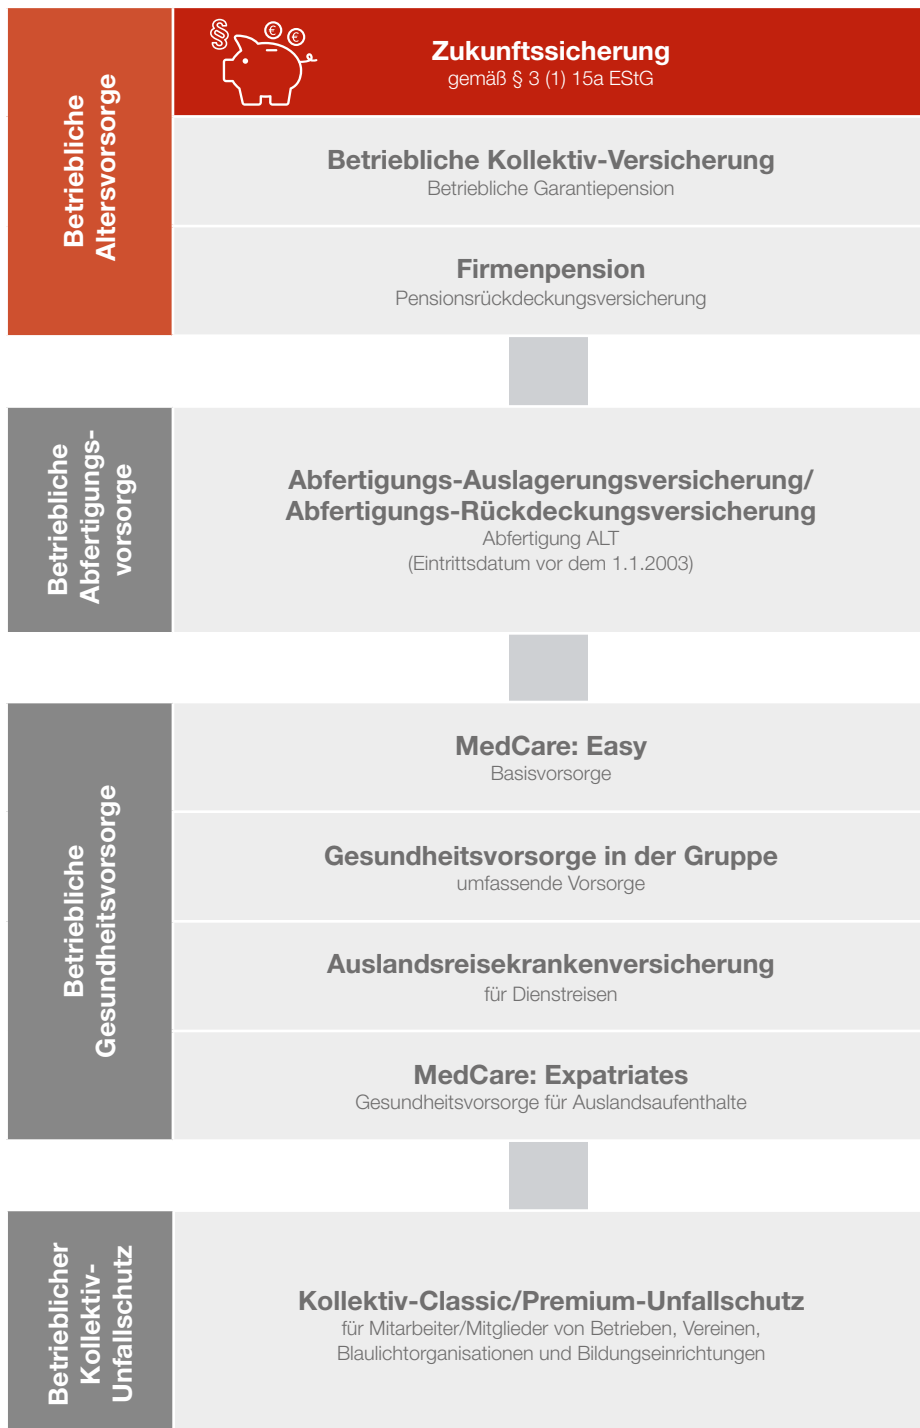 Betriebliche
Altersvorsorge
§ € €
Zukunftssicherung
gemäß § 3 (1) 15a EStG
Betriebliche Kollektiv-Versicherung
Betriebliche Garantiepension
Firmenpension
Pensionsrückdeckungsversicherung
Betriebliche
Abfertigungs-
vorsorge
Abfertigungs-Auslagerungsversicherung/
Abfertigungs-Rückdeckungsversicherung
Abfertigung ALT
(Eintrittsdatum vor dem 1.1.2003)
Betriebliche
Gesundheitsvorsorge
MedCare: Easy
Basisvorsorge
Gesundheitsvorsorge in der Gruppe
umfassende Vorsorge
Auslandsreisekrankenversicherung
für Dienstreisen
MedCare: Expatriates
Gesundheitsvorsorge für Auslandsaufenthalte
Betrieblicher
Kollektiv-
Unfallschutz
Kollektiv-Classic/Premium-Unfallschutz
für Mitarbeiter/Mitglieder von Betrieben, Vereinen,
Blaulichtorganisationen und Bildungseinrichtungen